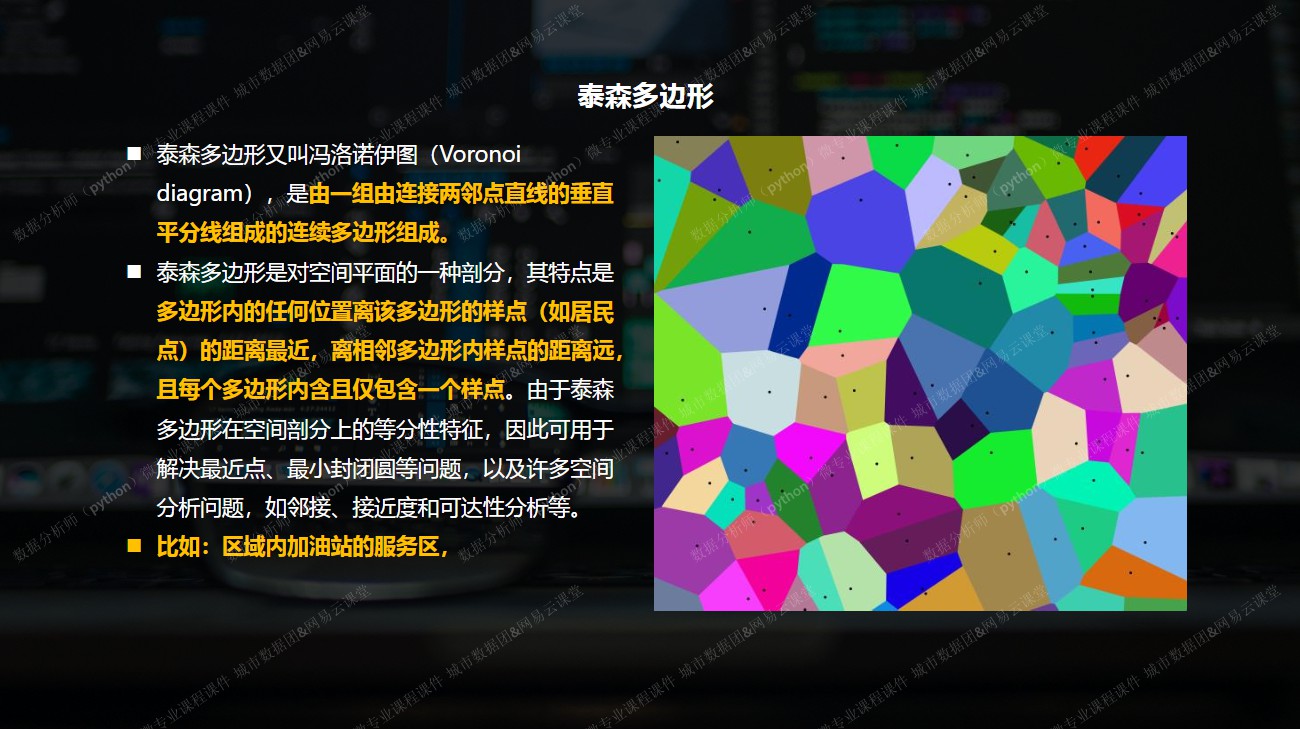 泰森多边形
■ 泰森多边形又叫冯洛诺伊图（Voronoi
diagram），是由一组由连接两邻点直线的垂直
平分线组成的连续多边形组成。
■ 泰森多边形是对空间平面的一种剖分，其特点是
多边形内的任何位置离该多边形的样点（如居民
点）的距离最近，离相邻多边形内样点的距离远，
且每个多边形内含且仅包含一个样点。由于泰森
多边形在空间剖分上的等分性特征，因此可用于
解决最近点、最小封闭圆等问题，以及许多空间
分析问题，如邻接、接近度和可达性分析等。
■ 比如：区域内加油站的服务区，
数据分析师（python）微专业课程课件 城市数据团&网易云课堂